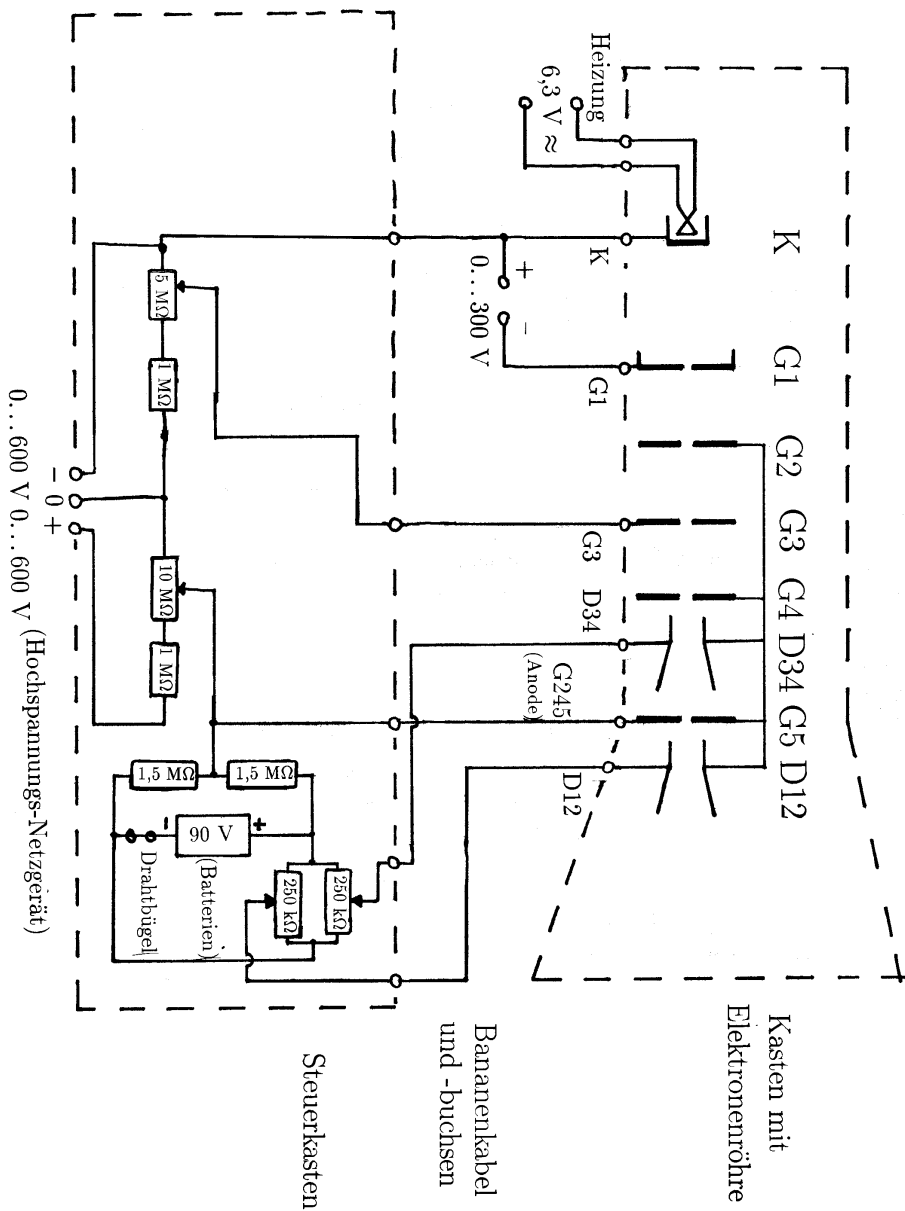 Kasten mit
Elektronenröhre
K
G1
G2
G3
G4
D34
G5
D12
Heizung
6,3 V ≈
K
G1
G3
D34
G245
(Anode)
D12
+
−
0...300 V
Bananenkabel
und -buchsen
Steuerkasten
5 MΩ
1 MΩ
10 MΩ
1 MΩ
1,5 MΩ
1,5 MΩ
−
90 V
+
(Batterien)
Drahtbügel
250 kΩ
250 kΩ
− 0 +
0...600 V 0...600 V (Hochspannungs-Netzgerät)